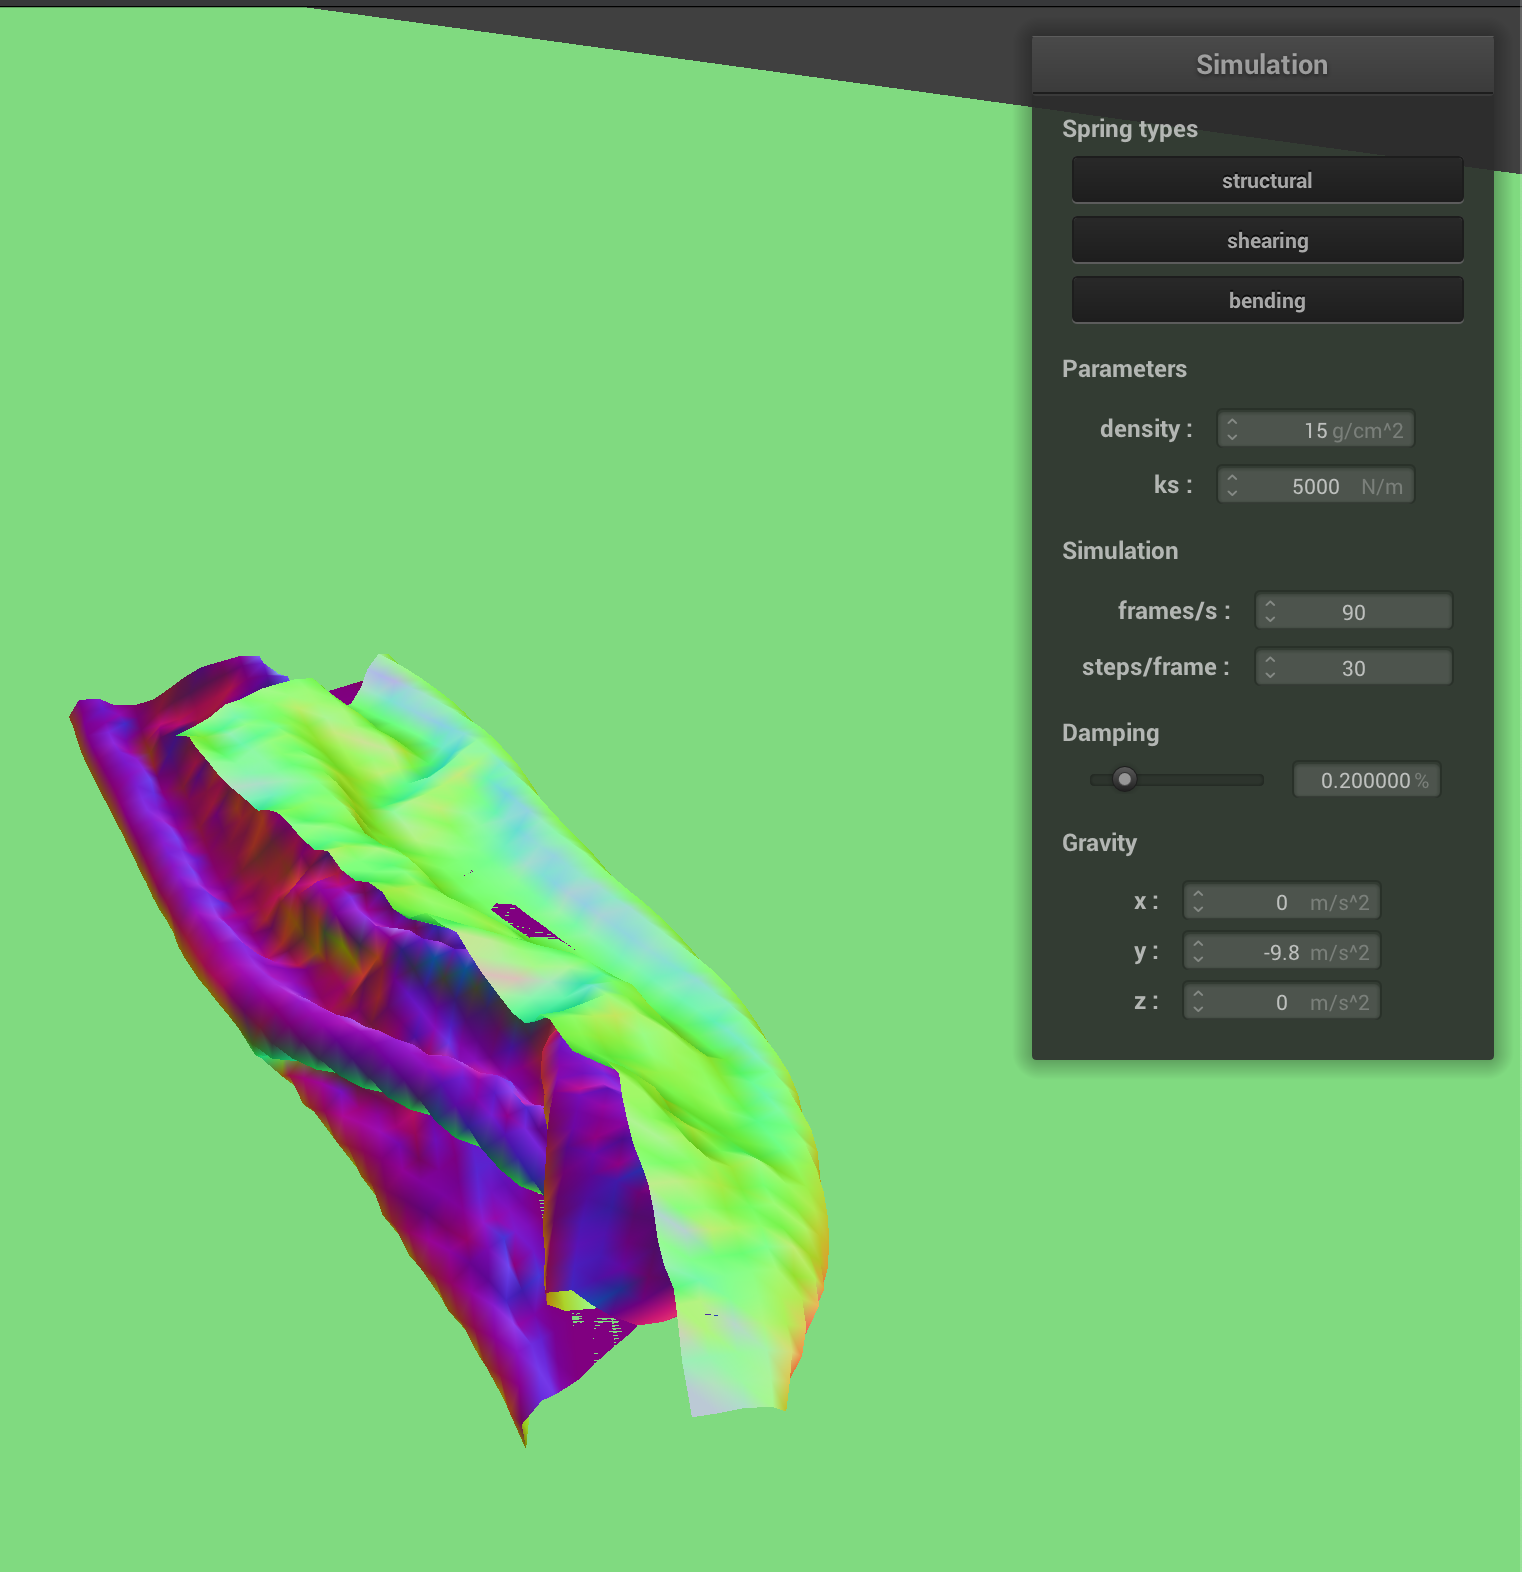 Simulation
Spring types
structural
shearing
bending
Parameters
density : 15 g/cm^2
ks : 5000 N/m
Simulation
frames/s : 90
steps/frame : 30
Damping
0.200000 %
Gravity
x : 0 m/s^2
y : -9.8 m/s^2
z : 0 m/s^2